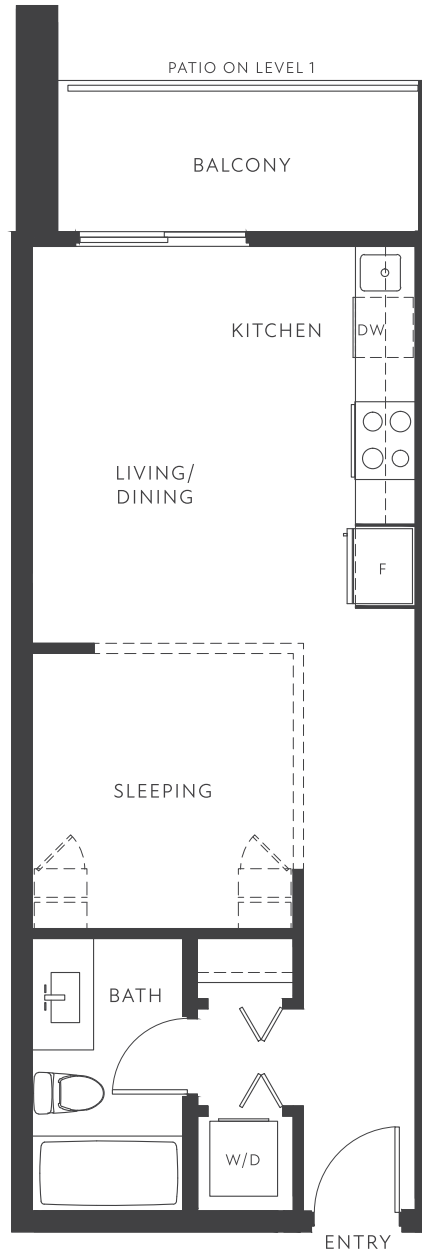 PATIO ON LEVEL 1
BALCONY
KITCHEN
DW
LIVING/
DINING
F
SLEEPING
BATH
W/D
ENTRY